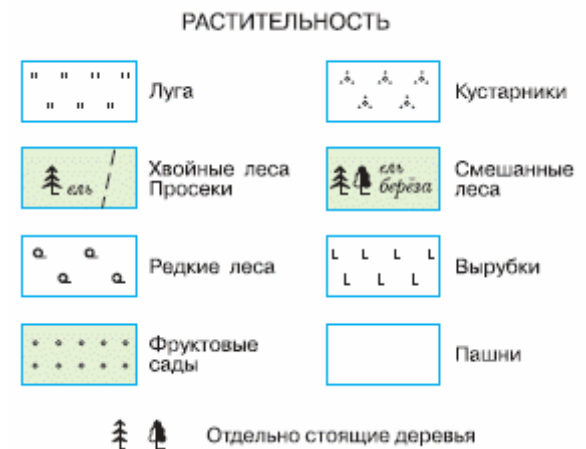 РАСТИТЕЛЬНОСТЬ
Луга
Кустарники
ель
Хвойные леса
Просеки
ель
берёза
Смешанные
леса
Редкие леса
Вырубки
Фруктовые
сады
Пашни
Отдельно стоящие деревья